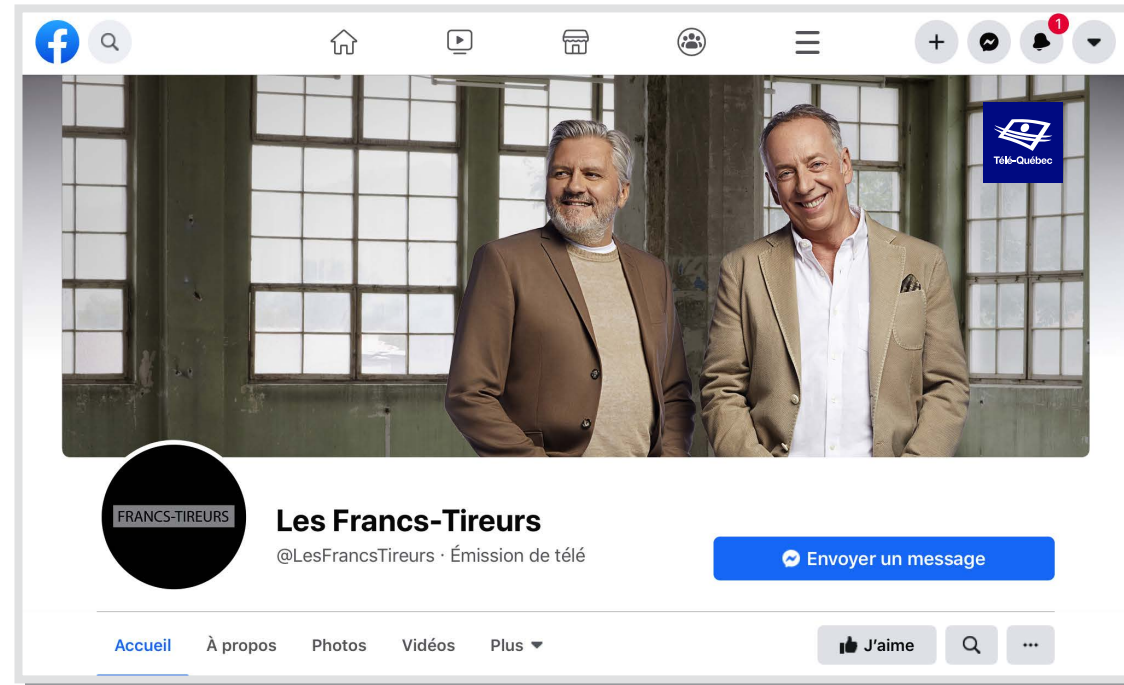 1
Télé-Québec
FRANCS-TIREURS
Les Francs-Tireurs
@LesFrancsTireurs · Émission de télé
Envoyer un message
Accueil À propos Photos Vidéos Plus J’aime